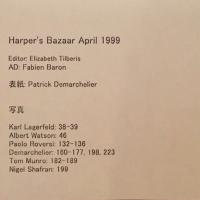 Harper's Bazaar April 1999
Editor: Elizabeth Tilberis
AD: Fabien Baron
表紙: Patrick Demarchelier
写真
Karl Lagerfeld: 38-39
Albert Watson: 46
Paolo Roversi: 132-136
Demarchelier: 160-177, 198, 223
Tom Munro: 182-189
Nigel Shafran: 199